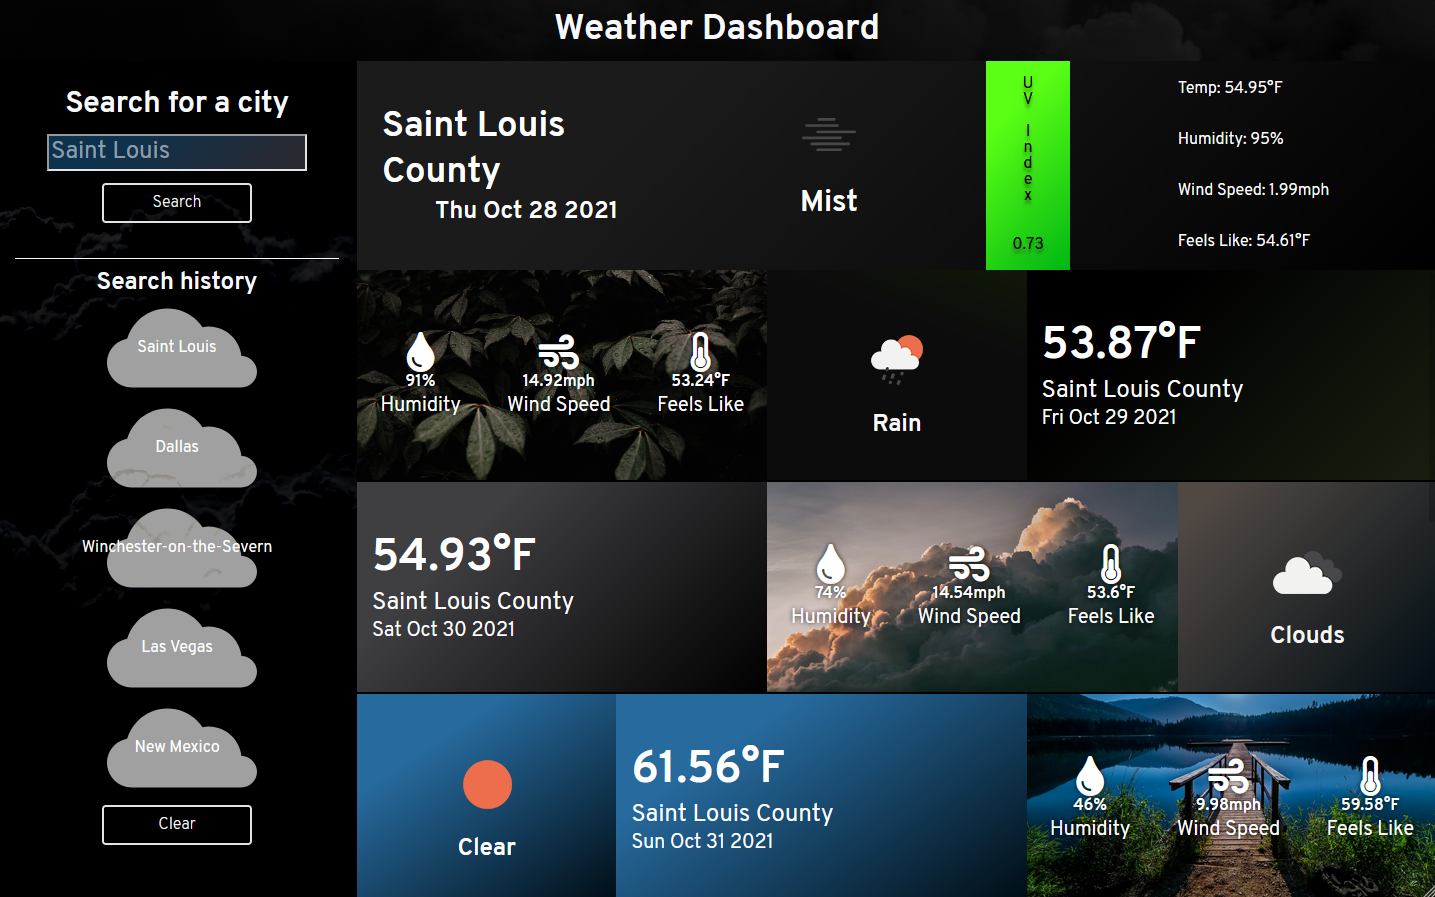 Weather Dashboard
Search for a city
Saint Louis
Search
Search history
Saint Louis
Dallas
Winchester-on-the-Severn
Las Vegas
New Mexico
Clear
Saint Louis
County
Thu Oct 28 2021
Mist
UV Index
0.73
Temp: 54.95°F
Humidity: 95%
Wind Speed: 1.99mph
Feels Like: 54.61°F
91%
Humidity
14.92mph
Wind Speed
53.24°F
Feels Like
Rain
53.87°F
Saint Louis County
Fri Oct 29 2021
54.93°F
Saint Louis County
Sat Oct 30 2021
74%
Humidity
14.54mph
Wind Speed
53.6°F
Feels Like
Clouds
Clear
61.56°F
Saint Louis County
Sun Oct 31 2021
46%
Humidity
9.98mph
Wind Speed
59.58°F
Feels Like